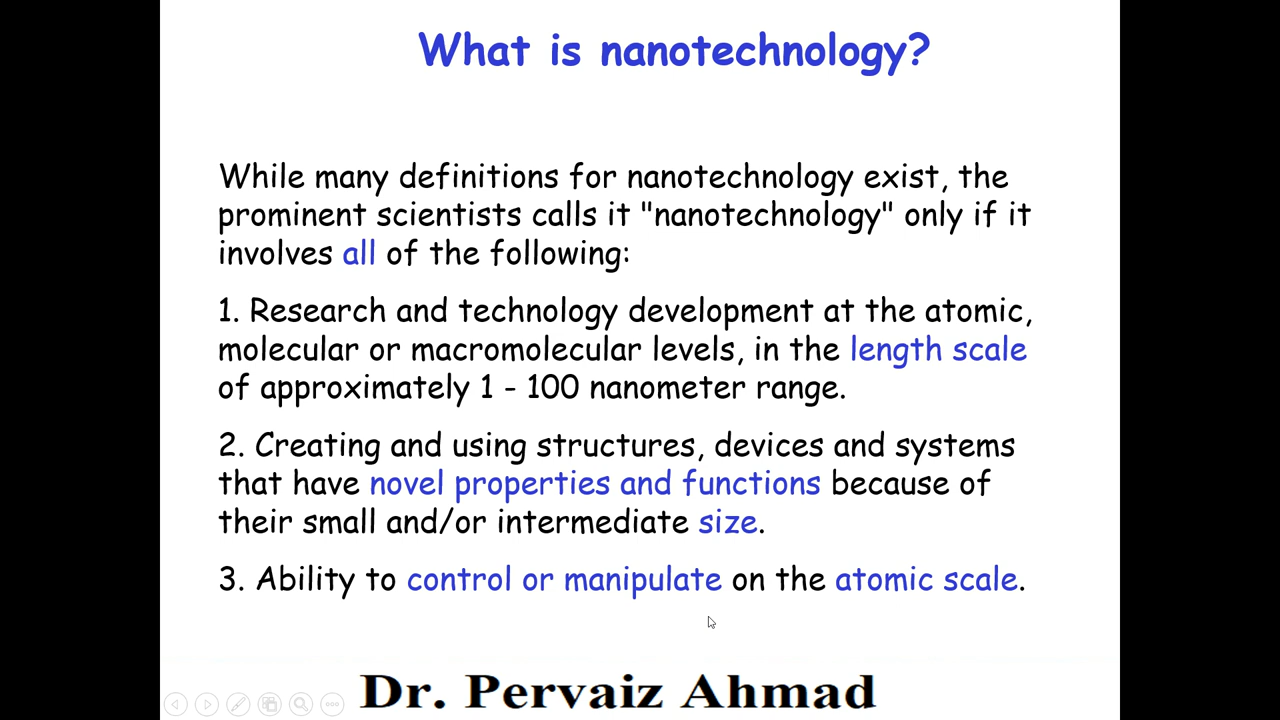 What is nanotechnology?
While many definitions for nanotechnology exist, the
prominent scientists calls it "nanotechnology" only if it
involves all of the following:
1. Research and technology development at the atomic,
molecular or macromolecular levels, in the length scale
of approximately 1 - 100 nanometer range.
2. Creating and using structures, devices and systems
that have novel properties and functions because of
their small and/or intermediate size.
3. Ability to control or manipulate on the atomic scale.
Dr. Pervaiz Ahmad